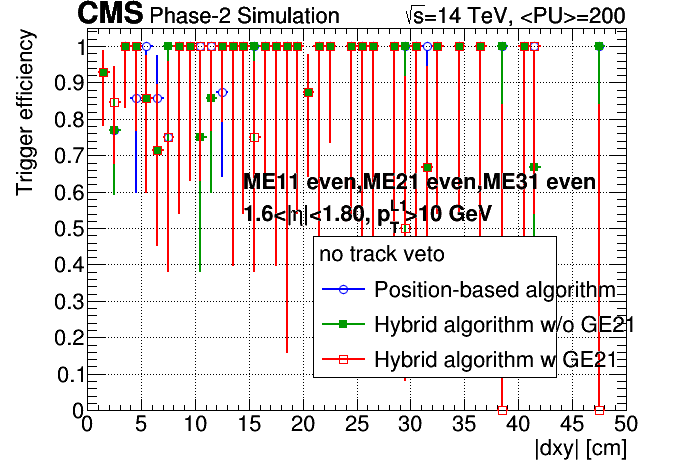 CMS Phase-2 Simulation √s=14 TeV, <PU>=200
Trigger efficiency
1
0.9
0.8
0.7
0.6
0.5
0.4
0.3
0.2
0.1
0
ME11 even,ME21 even,ME31 even
1.6<|η|<1.80, p_T^L1>10 GeV
no track veto
Position-based algorithm
Hybrid algorithm w/o GE21
Hybrid algorithm w GE21
0 5 10 15 20 25 30 35 40 45 50
|dxy| [cm]